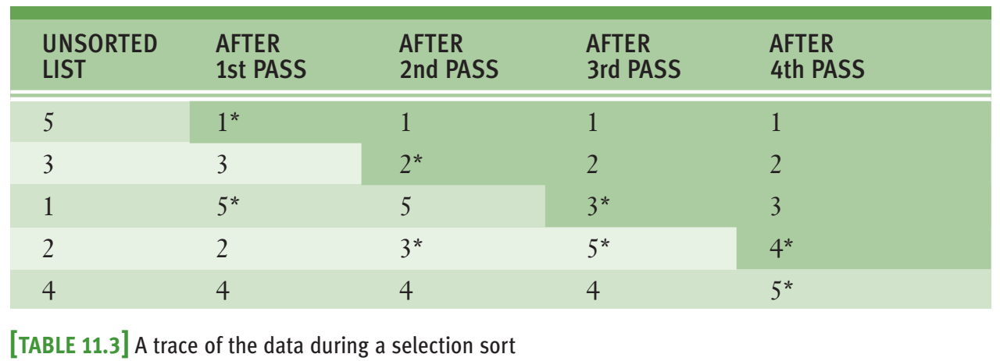 UNSORTED LIST AFTER 1st PASS AFTER 2nd PASS AFTER 3rd PASS AFTER 4th PASS
5 1* 1 1 1
3 3 2* 2 2
1 5* 5 3* 3
2 2 3* 5* 4*
4 4 4 4 5*
[TABLE 11.3] A trace of the data during a selection sort